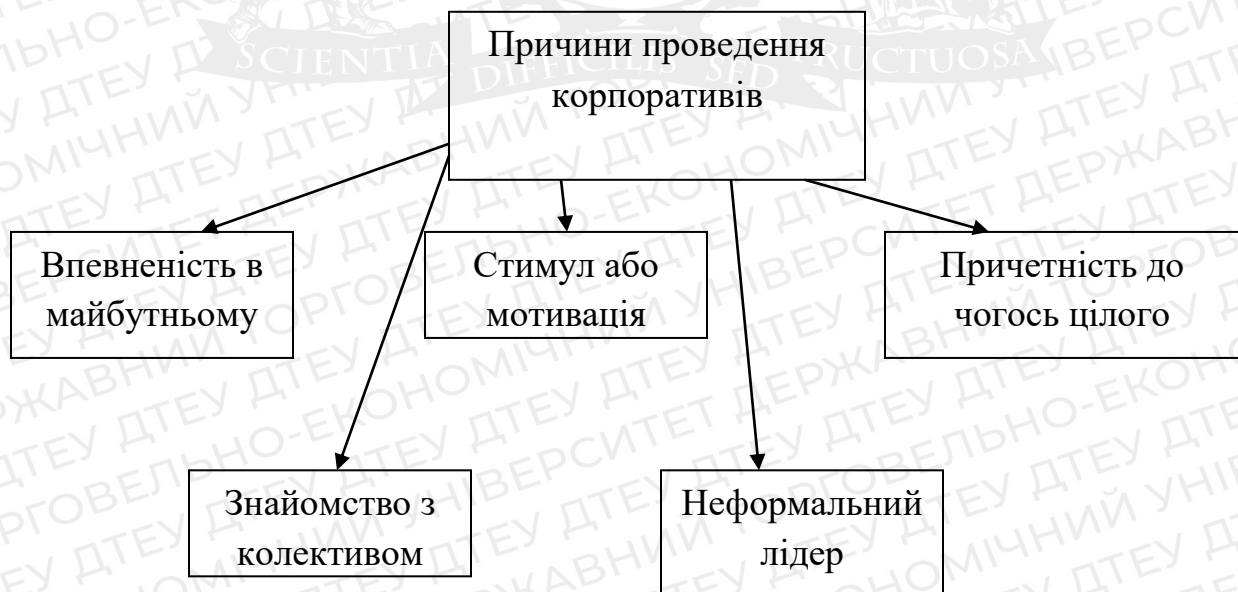 Причини проведення
корпоративів
Впевненість в
майбутньому
Стимул або
мотивація
Причетність до
чогось цілого
Знайомство з
колективом
Неформальний
лідер